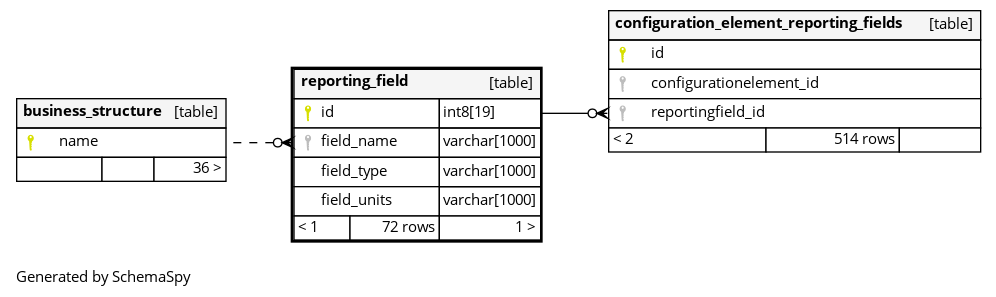 configuration_element_reporting_fields [table]
id
configurationelement_id
reportingfield_id
< 2 514 rows
reporting_field [table]
id int8[19]
field_name varchar[1000]
field_type varchar[1000]
field_units varchar[1000]
< 1 72 rows 1 >
business_structure [table]
name
36 >
Generated by SchemaSpy